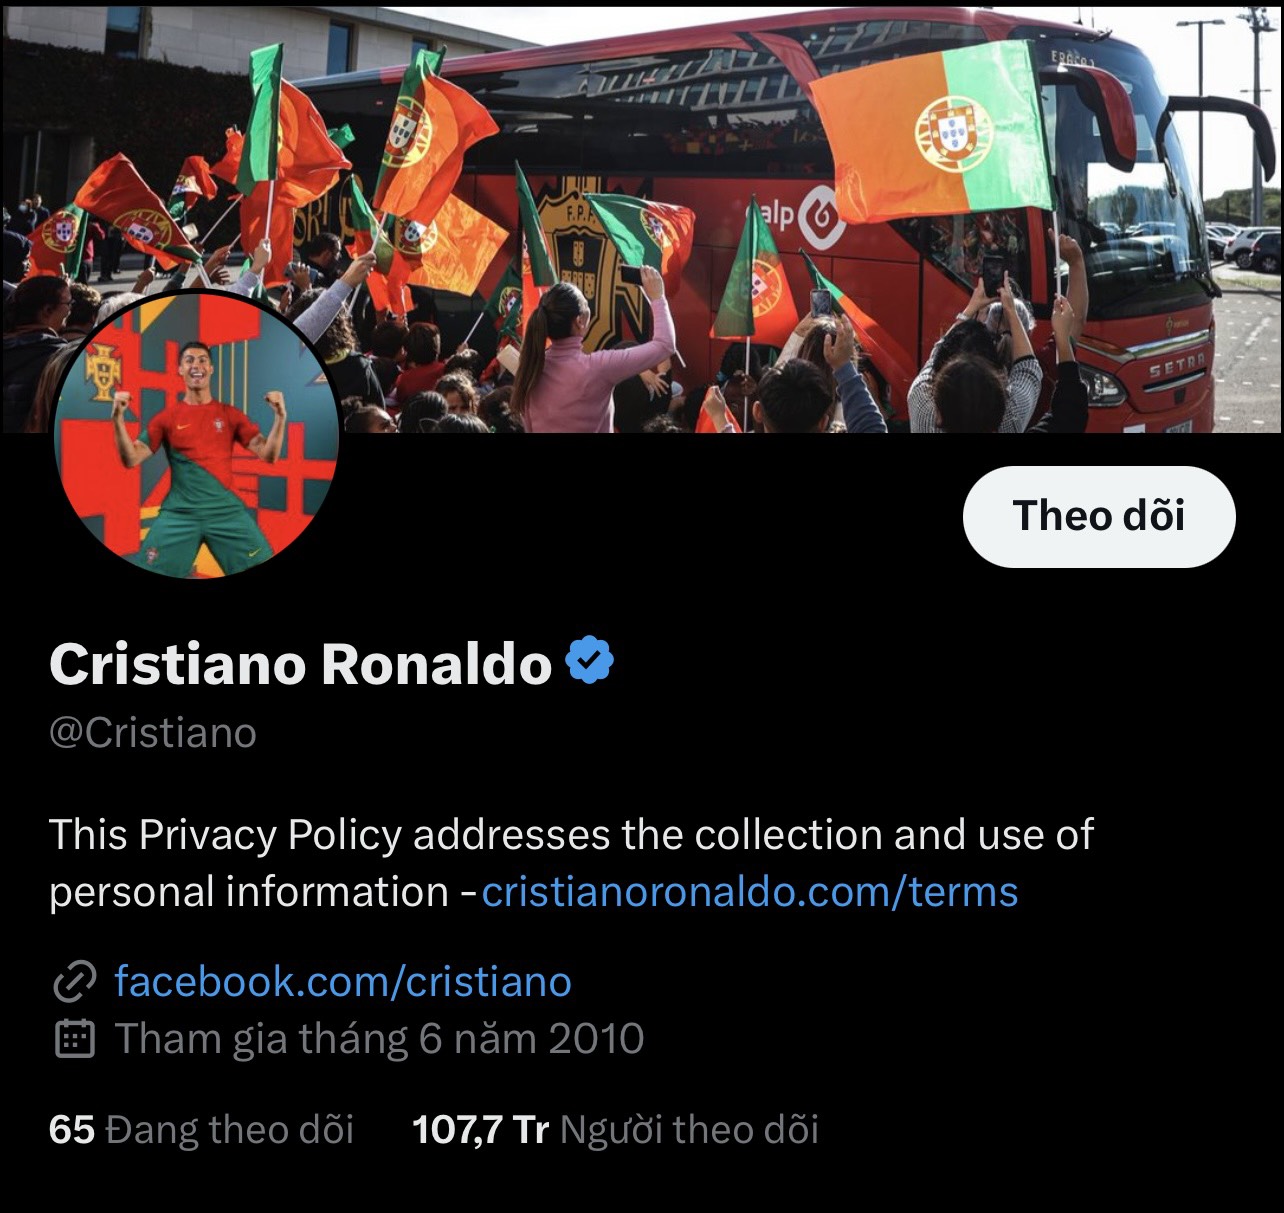 F.P.F
galp
SETRA
Theo dõi
Cristiano Ronaldo
@Cristiano
This Privacy Policy addresses the collection and use of
personal information -cristianoronaldo.com/terms
facebook.com/cristiano
Tham gia tháng 6 năm 2010
65 Đang theo dõi 107,7 Tr Người theo dõi